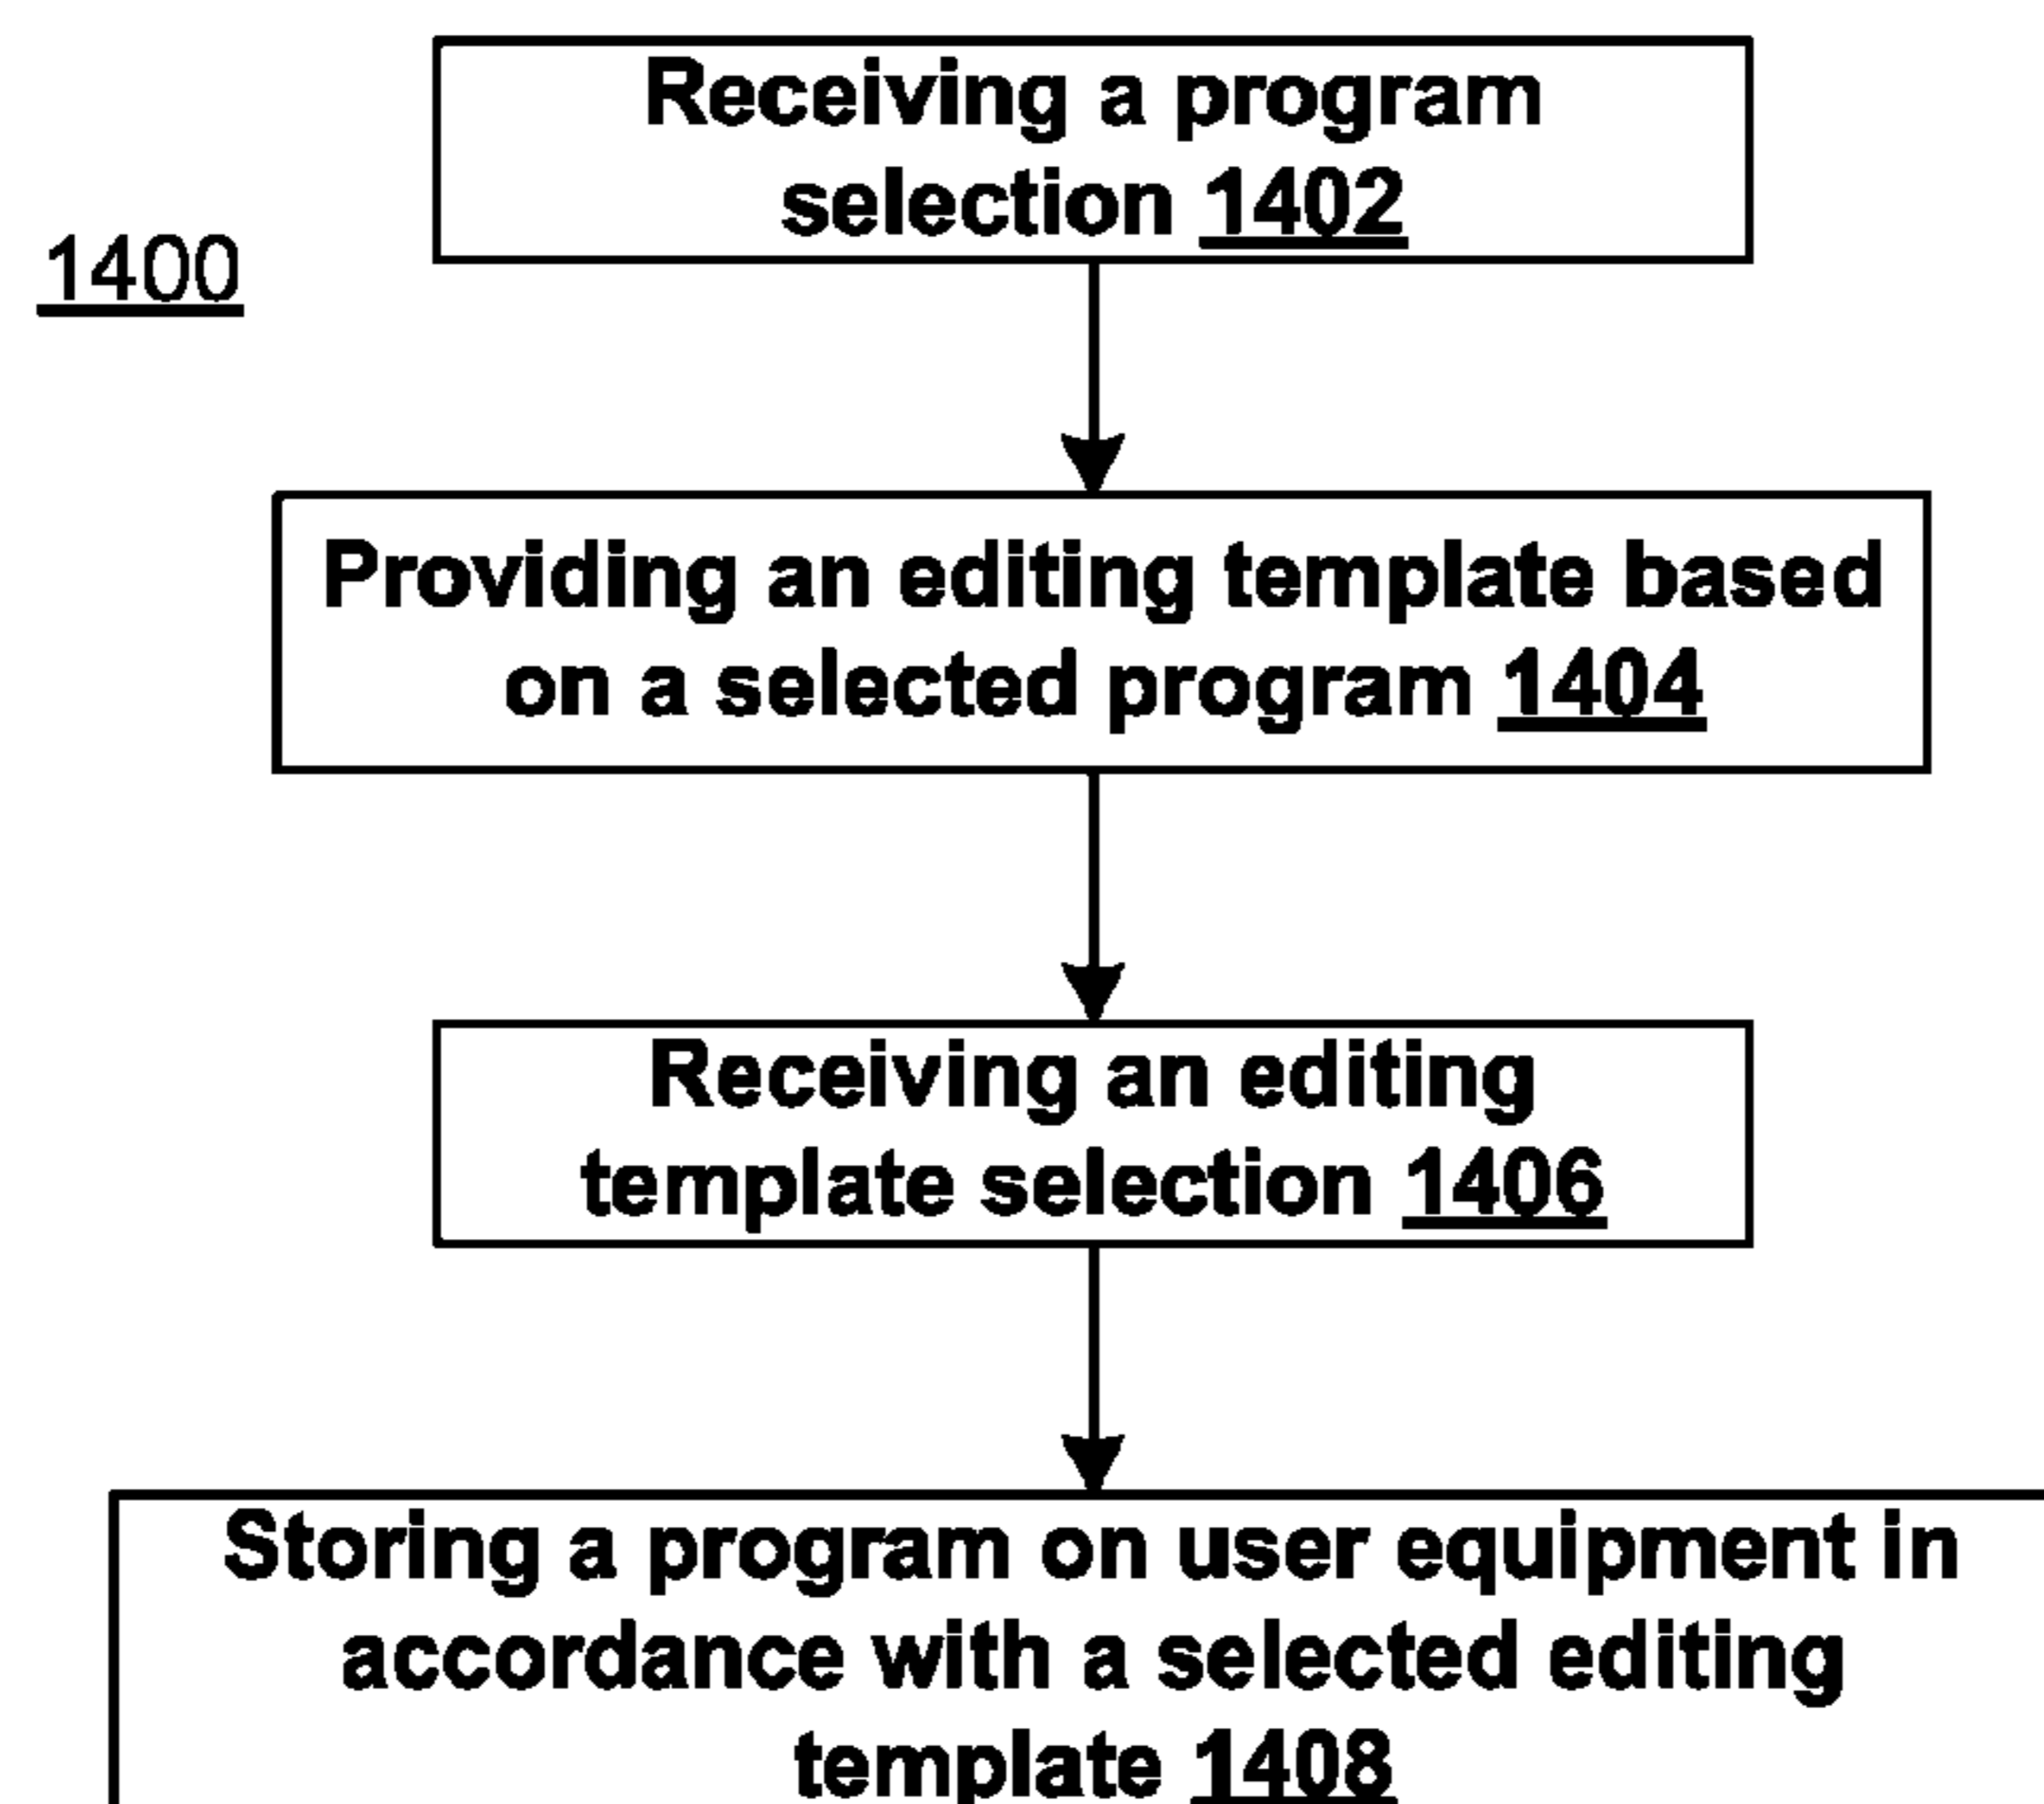 Receiving a program
selection 1402
1400
Providing an editing template based
on a selected program 1404
Receiving an editing
template selection 1406
Storing a program on user equipment in
accordance with a selected editing
template 1408